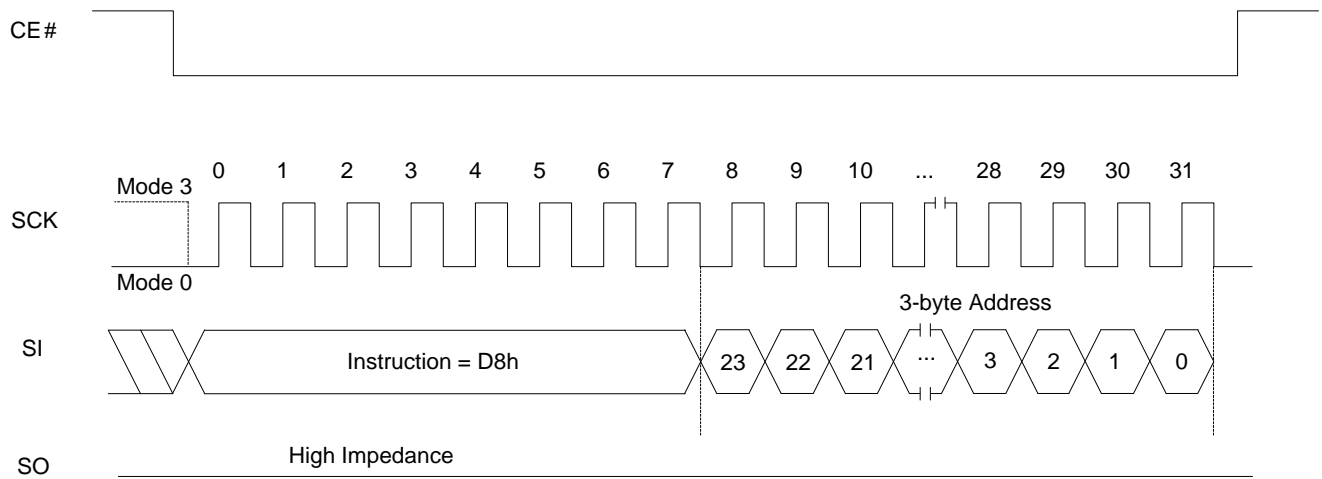 CE#
0 1 2 3 4 5 6 7 8 9 10 ... 28 29 30 31
Mode 3
SCK
Mode 0
3-byte Address
SI
Instruction = D8h
23 22 21 ... 3 2 1 0
High Impedance
SO